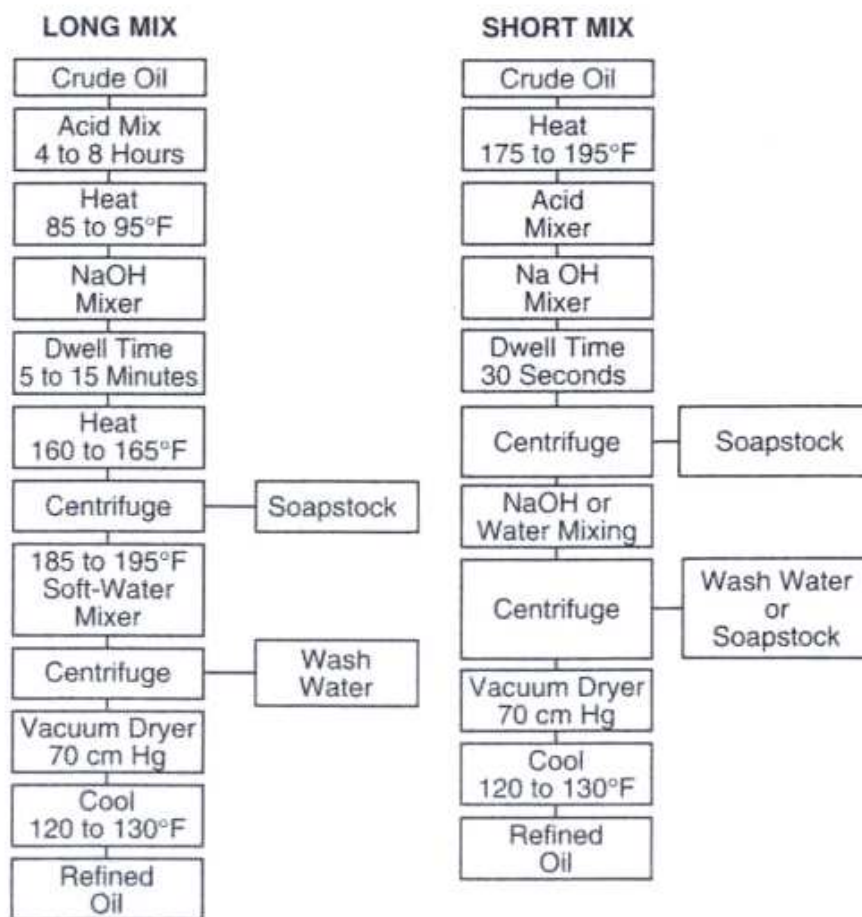 LONG MIX
Crude Oil
Acid Mix
4 to 8 Hours
Heat
85 to 95°F
NaOH
Mixer
Dwell Time
5 to 15 Minutes
Heat
160 to 165°F
Centrifuge
Soapstock
185 to 195°F
Soft-Water
Mixer
Centrifuge
Wash
Water
Vacuum Dryer
70 cm Hg
Cool
120 to 130°F
Refined
Oil
SHORT MIX
Crude Oil
Heat
175 to 195°F
Acid
Mixer
Na OH
Mixer
Dwell Time
30 Seconds
Centrifuge
Soapstock
NaOH or
Water Mixing
Centrifuge
Wash Water
or
Soapstock
Vacuum Dryer
70 cm Hg
Cool
120 to 130°F
Refined
Oil